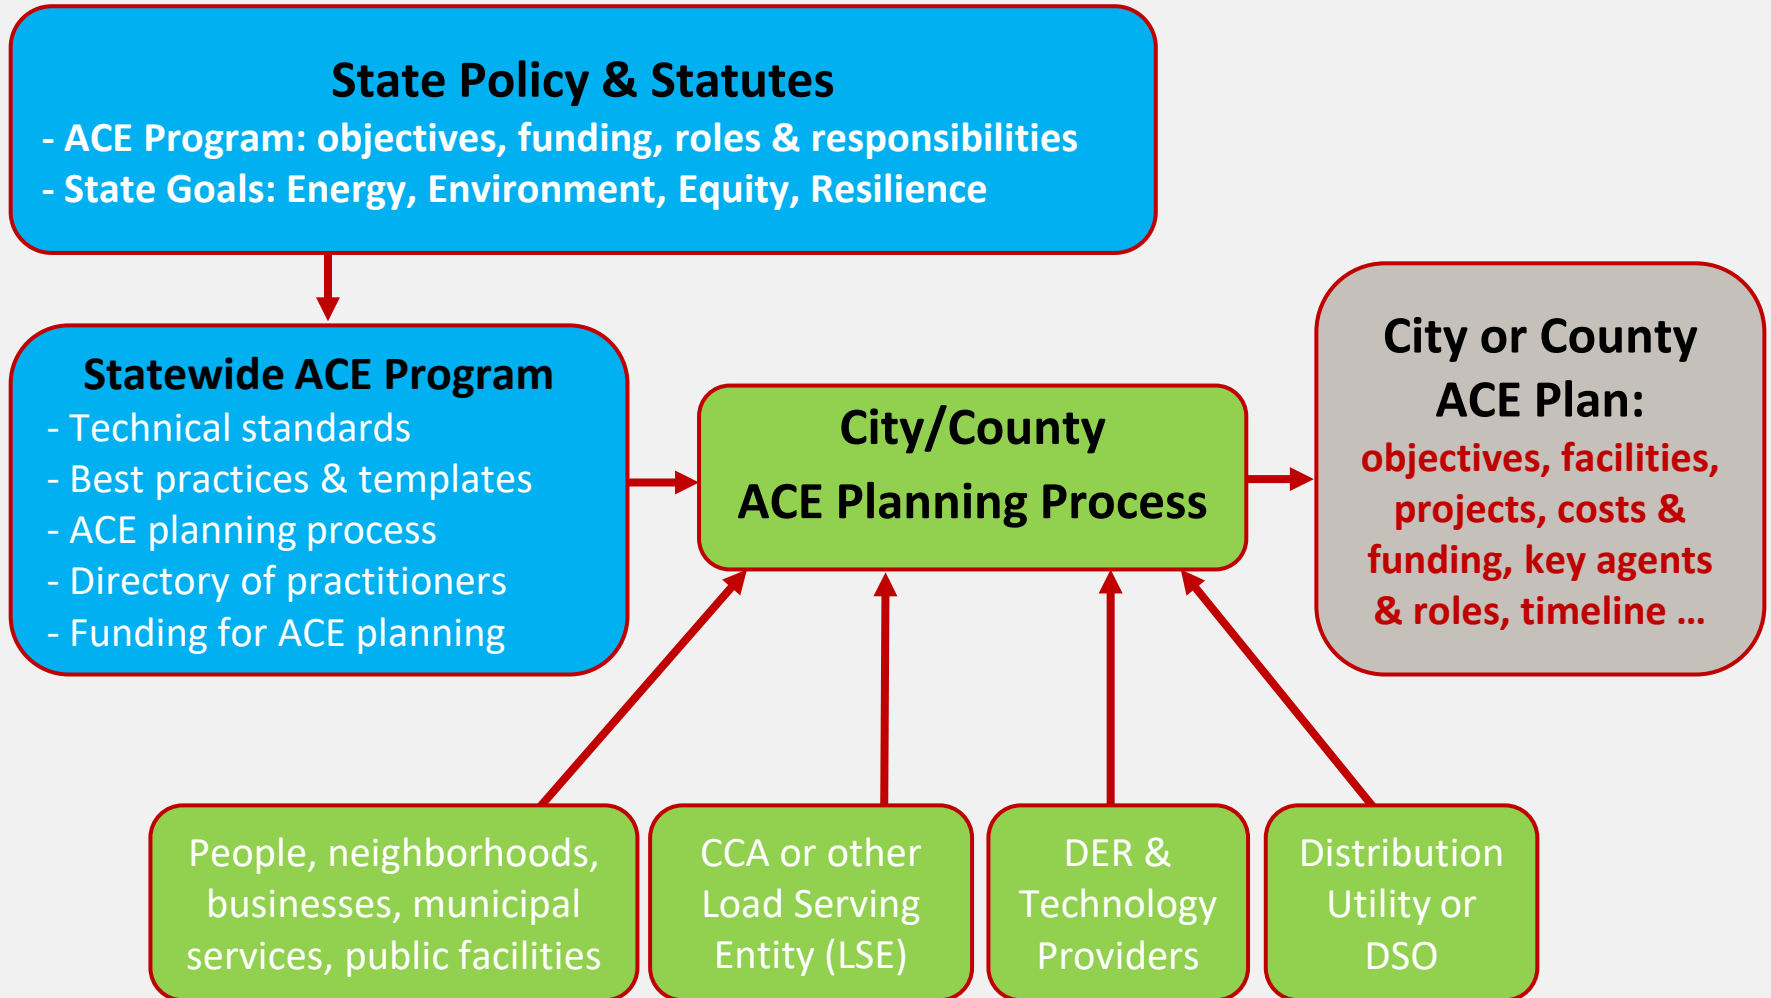 State Policy & Statutes
- ACE Program: objectives, funding, roles & responsibilities
- State Goals: Energy, Environment, Equity, Resilience
Statewide ACE Program
- Technical standards
- Best practices & templates
- ACE planning process
- Directory of practitioners
- Funding for ACE planning
City/County
ACE Planning Process
City or County
ACE Plan:
objectives, facilities,
projects, costs &
funding, key agents
& roles, timeline ...
People, neighborhoods,
businesses, municipal
services, public facilities
CCA or other
Load Serving
Entity (LSE)
DER &
Technology
Providers
Distribution
Utility or
DSO